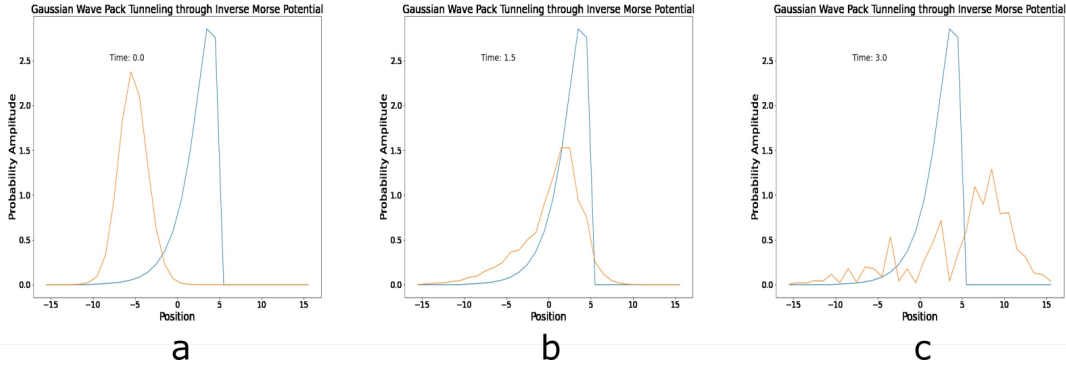 Gaussian Wave Pack Tunneling through Inverse Morse Potential
Time: 0.0
Probability Amplitude
2.5
2.0
1.5
1.0
0.5
0.0
−15 −10 −5 0 5 10 15
Position
a
Gaussian Wave Pack Tunneling through Inverse Morse Potential
Time: 1.5
Probability Amplitude
2.5
2.0
1.5
1.0
0.5
0.0
−15 −10 −5 0 5 10 15
Position
b
Gaussian Wave Pack Tunneling through Inverse Morse Potential
Time: 3.0
Probability Amplitude
2.5
2.0
1.5
1.0
0.5
0.0
−15 −10 −5 0 5 10 15
Position
c